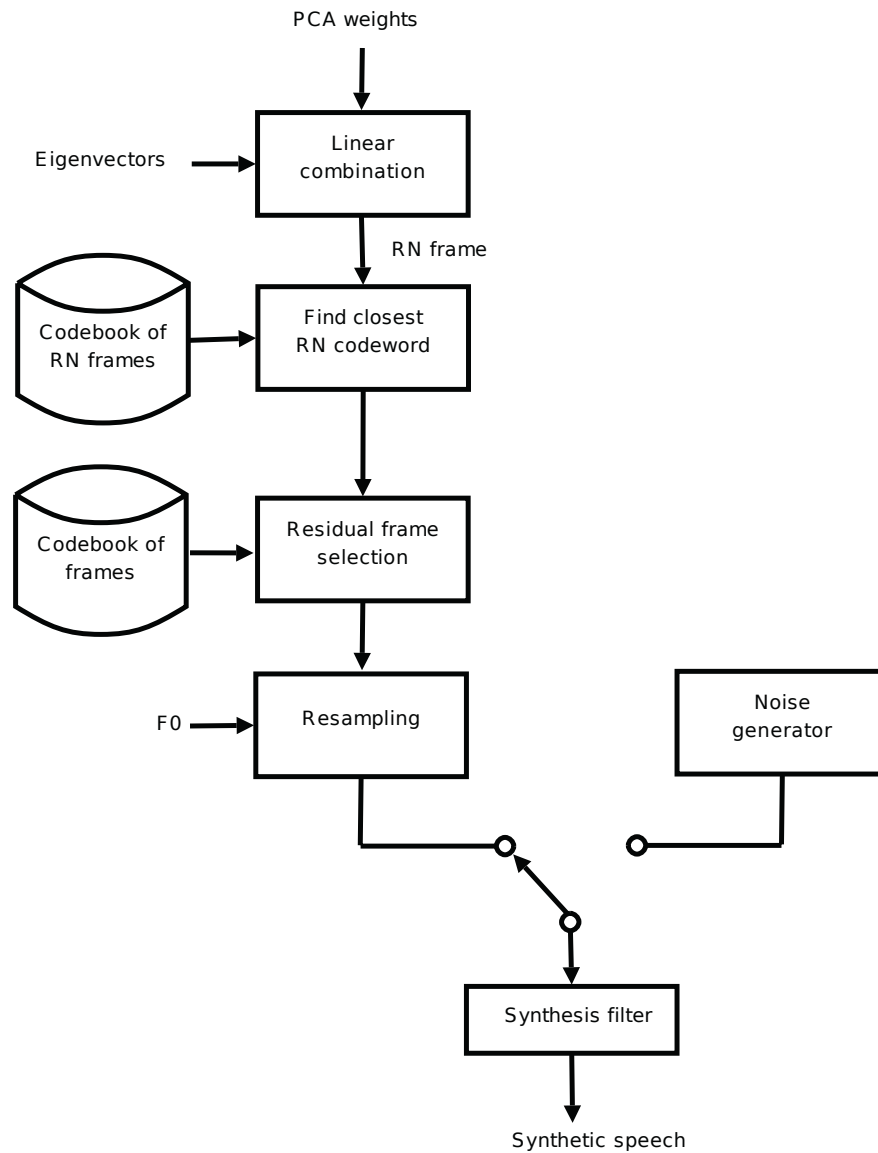 PCA weights
Linear
combination
Eigenvectors
RN frame
Codebook of
RN frames
Find closest
RN codeword
Codebook of
frames
Residual frame
selection
F0
Resampling
Noise
generator
Synthesis filter
Synthetic speech